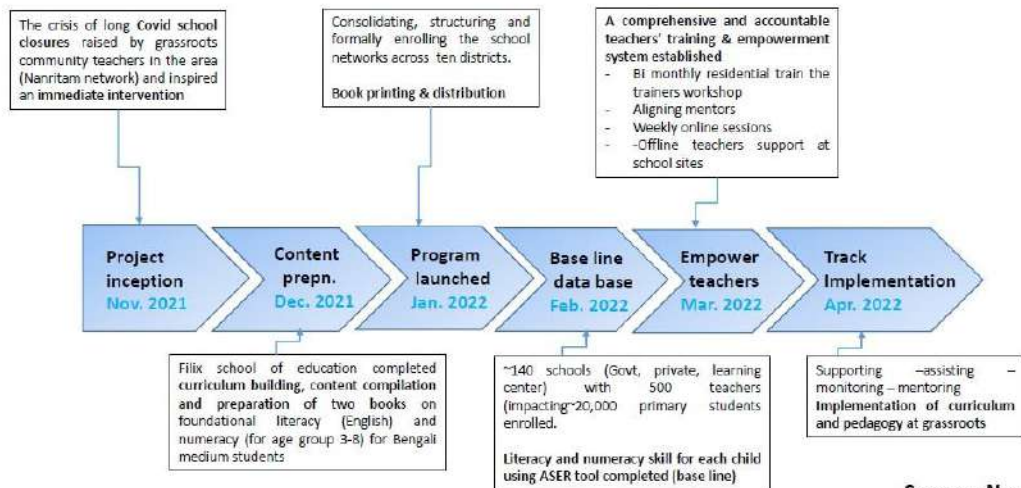 The crisis of long Covid school
closures raised by grassroots
community teachers in the area
(Nanritam network) and inspired
an immediate intervention
Consolidating, structuring and
formally enrolling the school
networks across ten districts.
Book printing & distribution
A comprehensive and accountable
teachers' training & empowerment
system established
- Bi monthly residential train the
trainers workshop
- Aligning mentors
- Weekly online sessions
- -Offline teachers support at
school sites
Project
inception
Nov. 2021
Content
prepn.
Dec. 2021
Program
launched
Jan. 2022
Base line
data base
Feb. 2022
Empower
teachers
Mar. 2022
Track
Implementation
Apr. 2022
Filix school of education completed
curriculum building, content compilation
and preparation of two books on
foundational literacy (English) and
numeracy (for age group 3-8) for Bengali
medium students
~140 schools (Govt, private, learning
center) with 500 teachers
(impacting~20,000 primary students
enrolled.
Literacy and numeracy skill for each child
using ASER tool completed (base line)
Supporting –assisting –
monitoring – mentoring
Implementation of curriculum
and pedagogy at grassroots